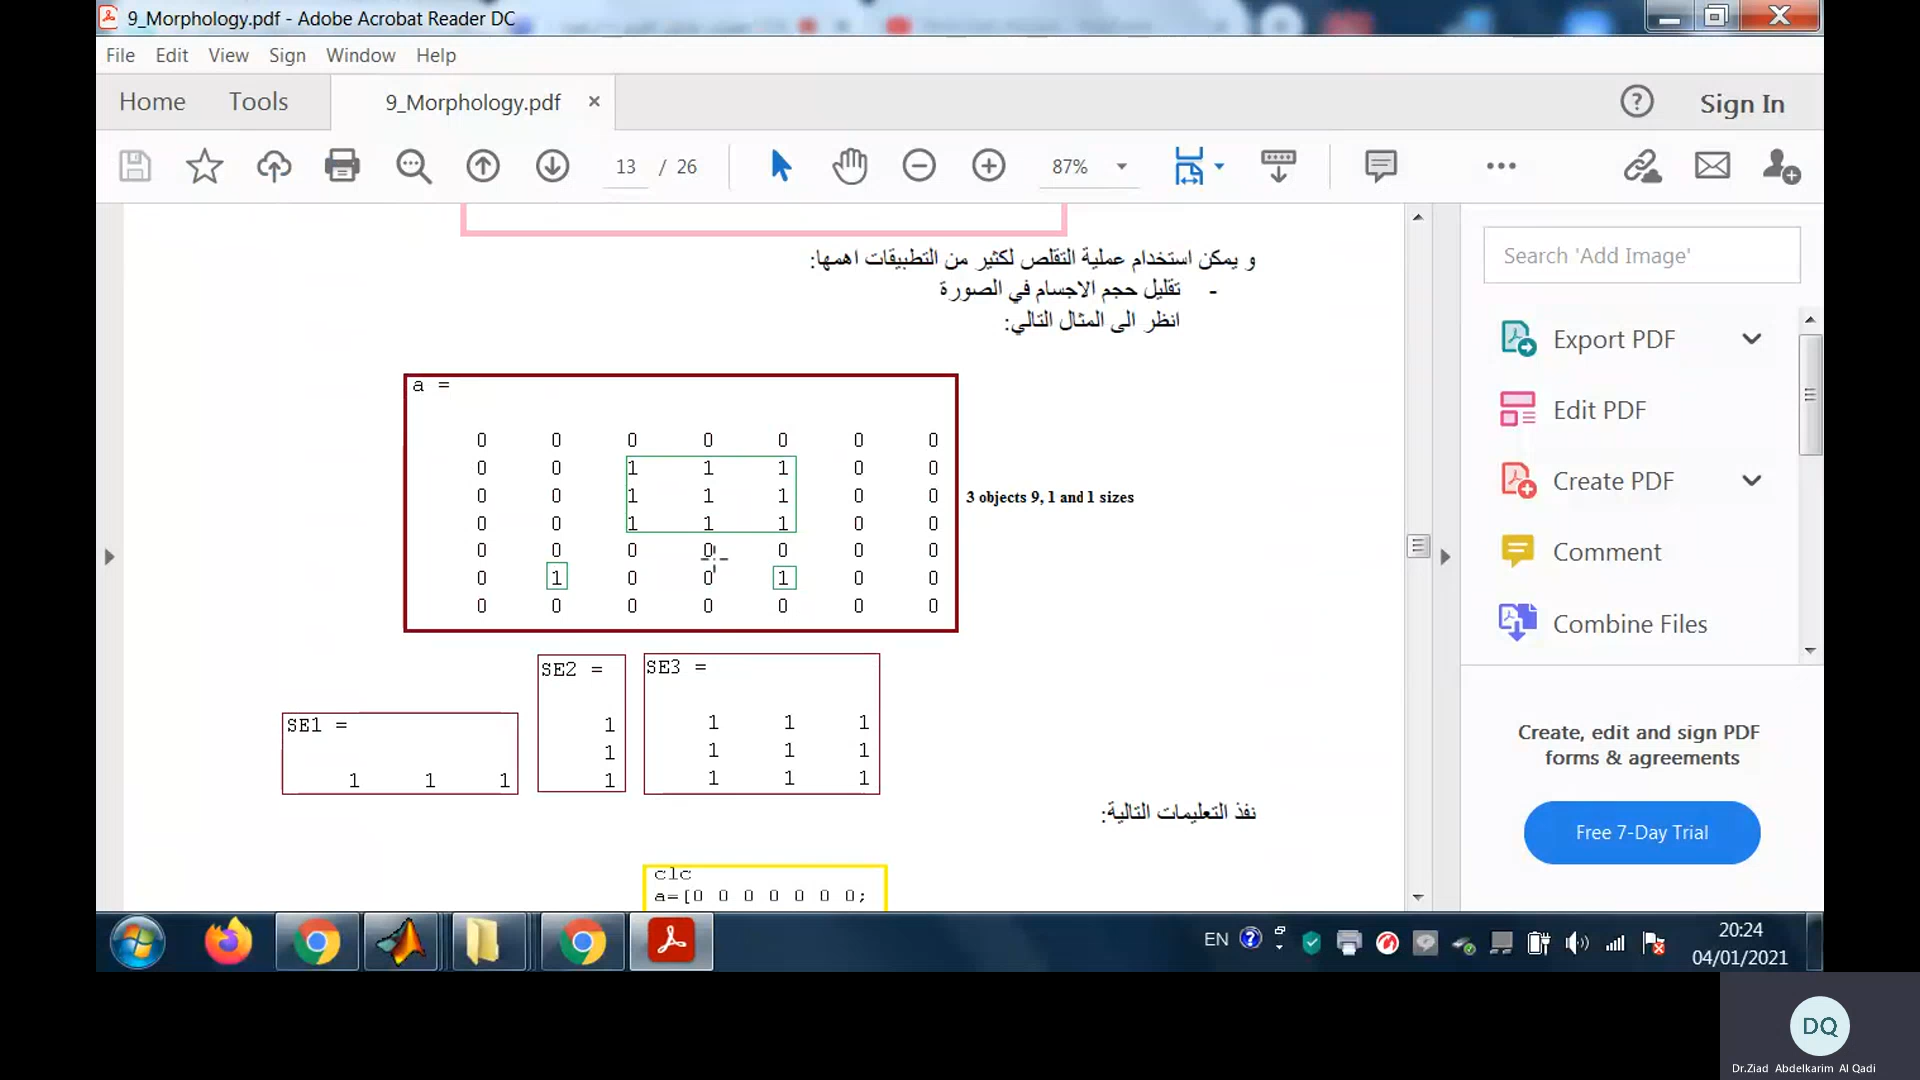 9_Morphology.pdf - Adobe Acrobat Reader DC
File Edit View Sign Window Help
Home Tools 9_Morphology.pdf × ? Sign In
13 / 26 87%
و يمكن استخدام عملية التقلص لكثير من التطبيقات اهمها:
- تقليل حجم الاجسام في الصورة
انظر الى المثال التالي:
a =
0 0 0 0 0 0 0
0 0 1 1 1 0 0
0 0 1 1 1 0 0
0 0 1 1 1 0 0
0 0 0 0 0 0 0
0 1 0 0 1 0 0
0 0 0 0 0 0 0
3 objects 9, 1 and 1 sizes
SE1 =
1 1 1
SE2 =
1
1
1
SE3 =
1 1 1
1 1 1
1 1 1
نفذ التعليمات التالية:
clc
a=[0 0 0 0 0 0 0;
Search 'Add Image'
Export PDF
Edit PDF
Create PDF
Comment
Combine Files
Create, edit and sign PDF
forms & agreements
Free 7-Day Trial
EN
20:24
04/01/2021
DQ
Dr.Ziad Abdelkarim Al Qadi